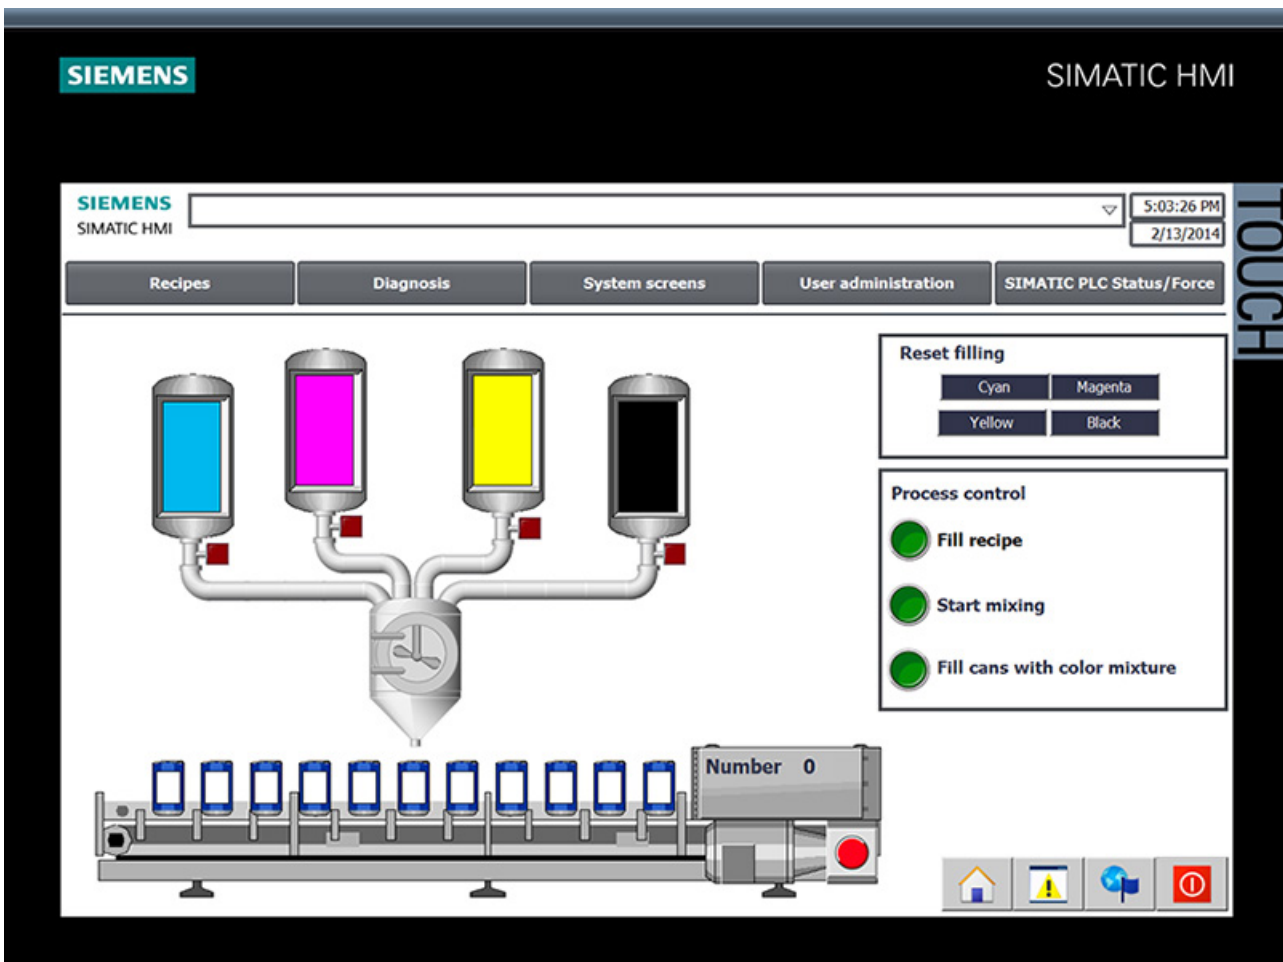 SIEMENS
SIMATIC HMI
TOUCH
SIEMENS
SIMATIC HMI
5:03:26 PM
2/13/2014
Recipes Diagnosis System screens User administration SIMATIC PLC Status/Force
Reset filling
Cyan Magenta
Yellow Black
Process control
Fill recipe
Start mixing
Fill cans with color mixture
Number 0